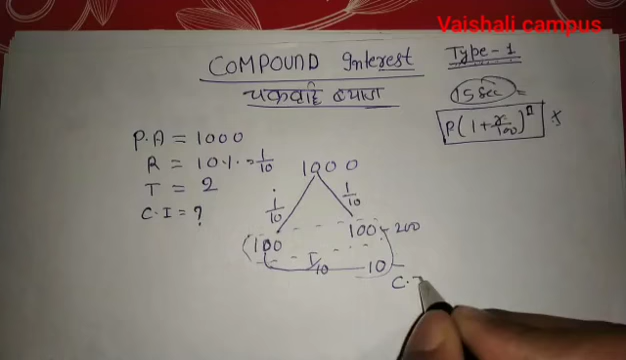 Vaishali campus
COMPOUND Interest
Type-1
चक्रवृद्धि ब्याज
15 Sec
P(1+r/100)^n
P.A = 1000
R = 10% = 1/10
T = 2
C.I = ?
1000
1/10 1/10
100 100 - 200
1/10 10
C.